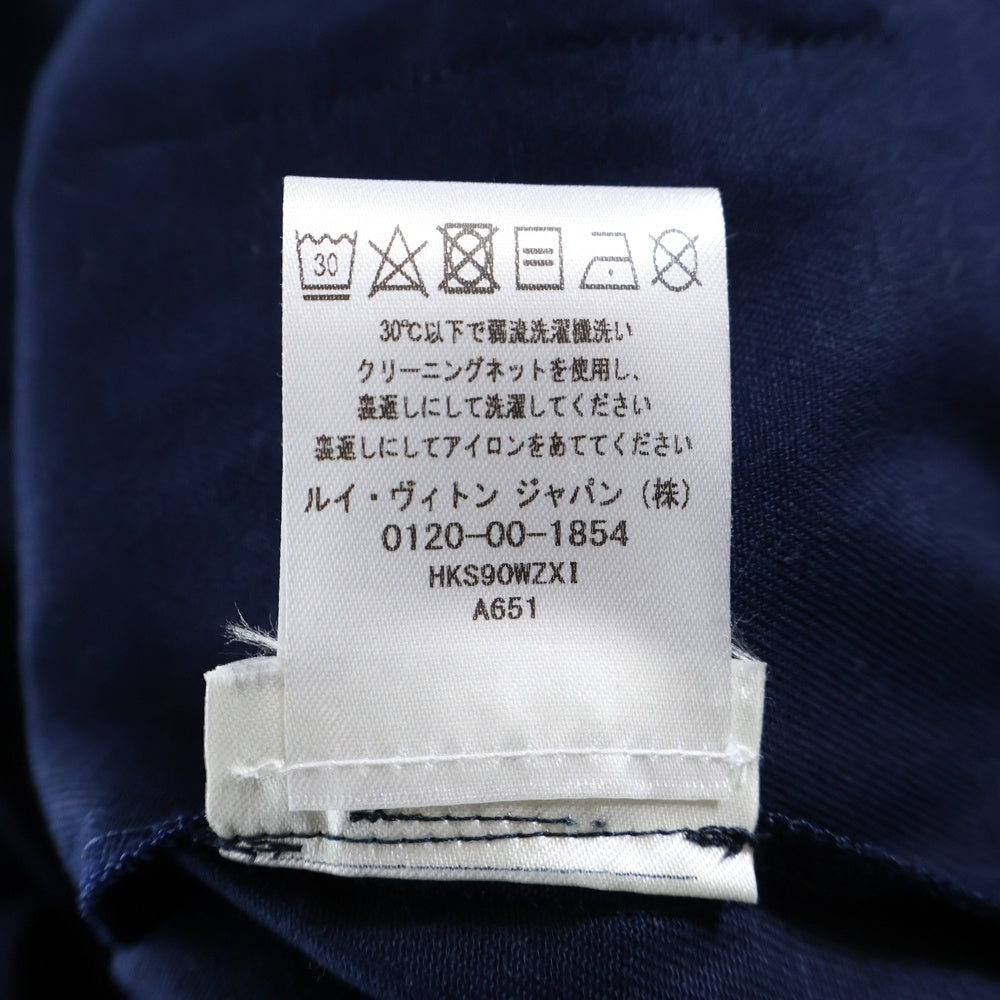 30
30℃以下で弱流洗濯機洗い
クリーニングネットを使用し、
裏返しにして洗濯してください
裏返しにしてアイロンをあててください
ルイ・ヴィトン ジャパン (株)
0120-00-1854
HKS90WZXI
A651